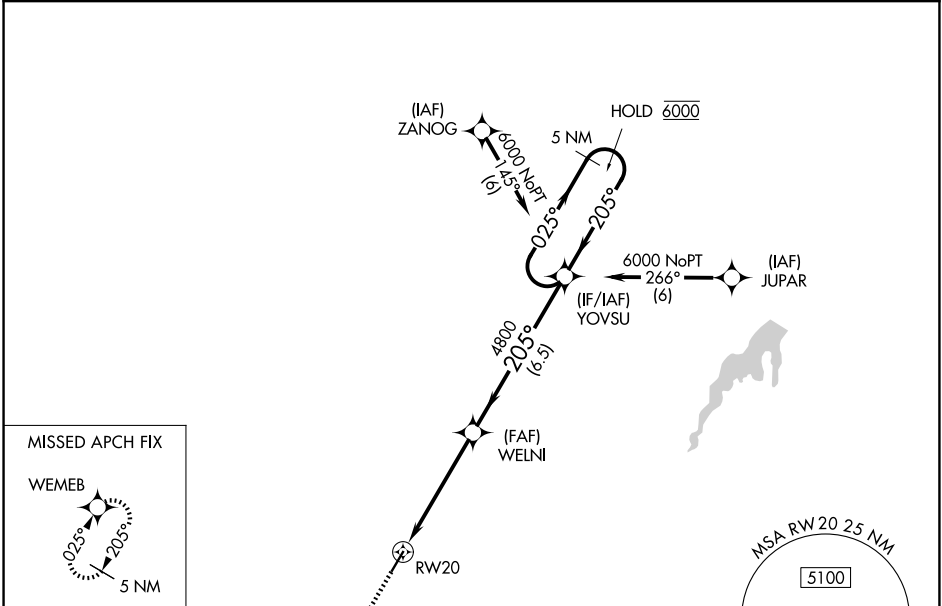 (IAF)
ZANOG
6000 NoPT
145°
(6)
HOLD 6000
5 NM
025°
205°
6000 NoPT
266°
(6)
(IAF)
JUPAR
(IF/IAF)
YOVSU
4800
205°
(6.5)
(FAF)
WELNI
RW20
MISSED APCH FIX
WEMEB
025°
205°
5 NM
MSA RW20 25 NM
5100